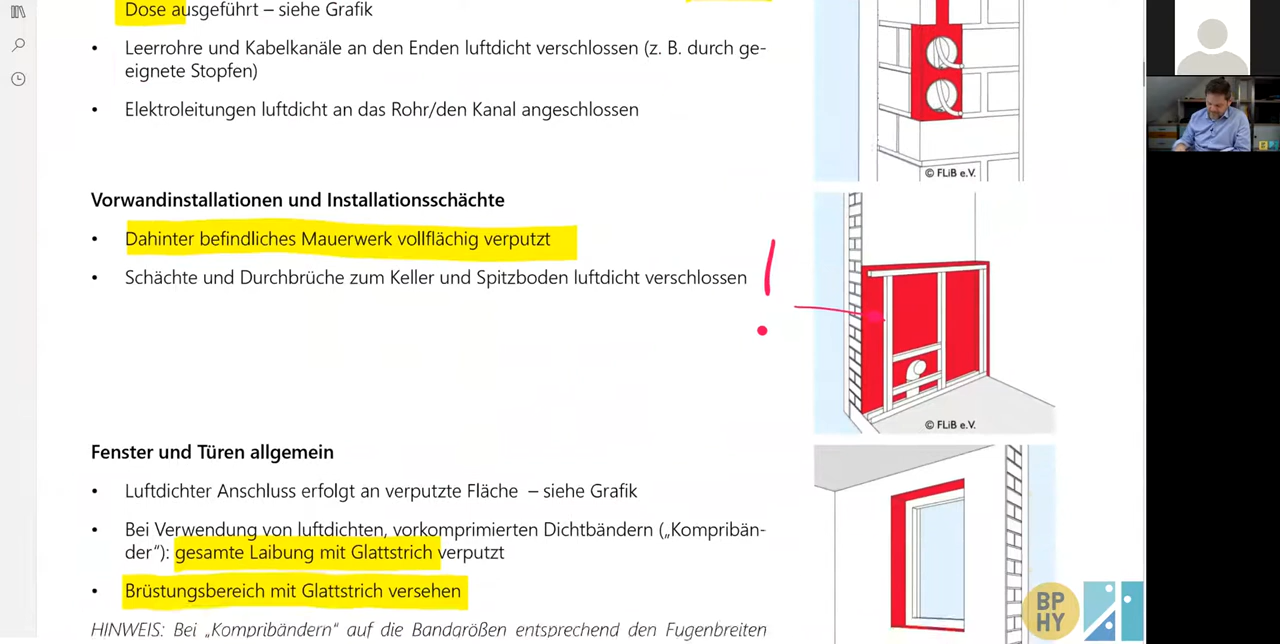 Dose ausgeführt – siehe Grafik
• Leerrohre und Kabelkanäle an den Enden luftdicht verschlossen (z. B. durch ge-
eignete Stopfen)
• Elektroleitungen luftdicht an das Rohr/den Kanal angeschlossen
© FLiB e.V.
Vorwandinstallationen und Installationsschächte
• Dahinter befindliches Mauerwerk vollflächig verputzt
• Schächte und Durchbrüche zum Keller und Spitzboden luftdicht verschlossen
!
© FLiB e.V.
Fenster und Türen allgemein
• Luftdichter Anschluss erfolgt an verputzte Fläche – siehe Grafik
• Bei Verwendung von luftdichten, vorkomprimierten Dichtbändern („Kompribän-
der“): gesamte Laibung mit Glattstrich verputzt
• Brüstungsbereich mit Glattstrich versehen
HINWEIS: Bei „Kompribändern“ auf die Bandgrößen entsprechend den Fugenbreiten
BP
HY